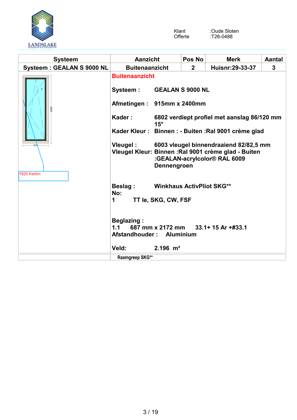 LANDSLAKE
Klant :Oude Sloten
Offerte :T26-0488
Systeem Aanzicht Pos No Merk Aantal
Systeem : GEALAN S 9000 NL Buitenaanzicht 2 Huisnr:29-33-37 3
Buitenaanzicht
Systeem : GEALAN S 9000 NL
Afmetingen : 915mm x 2400mm
Kader : 6802 verdiept profiel met aanslag 86/120 mm
15°
Kader Kleur : Binnen : - Buiten :Ral 9001 crème glad
Vleugel : 6003 vleugel binnendraaiend 82/82,5 mm
Vleugel Kleur: Binnen :Ral 9001 crème glad - Buiten
:GEALAN-acrylcolor® RAL 6009
Dennengroen
Beslag : Winkhaus ActivPilot SKG**
No:
1 TT le, SKG, CW, FSF
Beglazing :
1.1 687 mm x 2172 mm 33.1+ 15 Ar +#33.1
Afstandhouder : Aluminium
Veld: 2.196 m²
Raamgreep SKG**
3 / 19